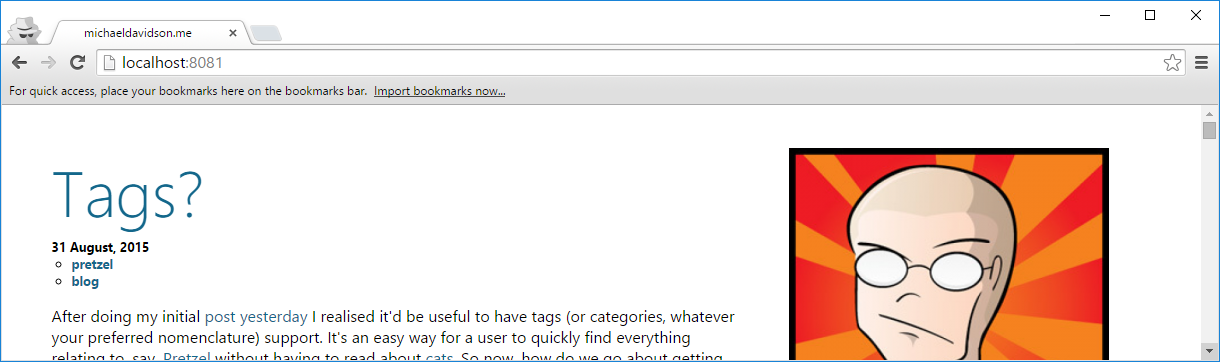 michaeldavidson.me
localhost:8081
For quick access, place your bookmarks here on the bookmarks bar. Import bookmarks now...
Tags?
31 August, 2015
pretzel
blog
After doing my initial post yesterday I realised it'd be useful to have tags (or categories, whatever
your preferred nomenclature) support. It's an easy way for a user to quickly find everything
relating to, say, Pretzel without having to read about cats. So now, how do we go about getting